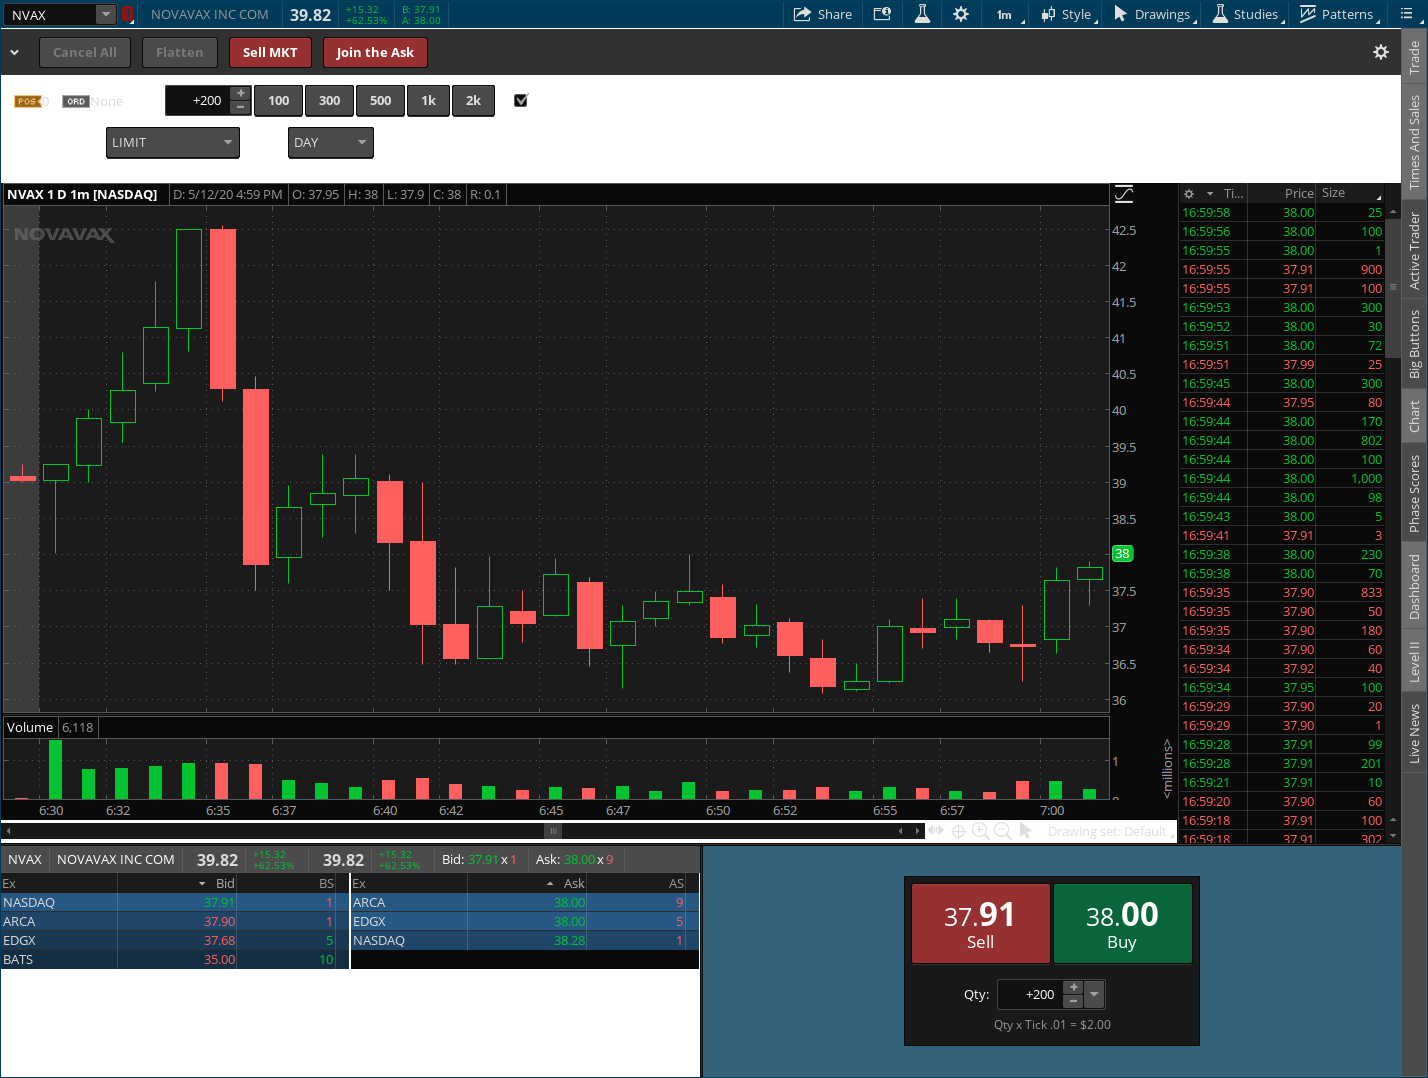 NVAX 1 NOVAVAX INC COM 39.82 +15.32 +62.53% B: 37.91 A: 38.00 Share 1m Style Drawings Studies Patterns
Cancel All Flatten Sell MKT Join the Ask
POS 0 ORD None +200 100 300 500 1k 2k
LIMIT DAY
NVAX 1 D 1m [NASDAQ] D: 5/12/20 4:59 PM O: 37.95 H: 38 L: 37.9 C: 38 R: 0.1
NOVAVAX
42.5
42
41.5
41
40.5
40
39.5
39
38.5
38
37.5
37
36.5
36
Volume 6,118
1
0
<millions>
6:30 6:32 6:35 6:37 6:40 6:42 6:45 6:47 6:50 6:52 6:55 6:57 7:00
Drawing set: Default
Ti... Price Size
16:59:58 38.00 25
16:59:56 38.00 100
16:59:55 38.00 1
16:59:55 37.91 900
16:59:55 37.91 100
16:59:53 38.00 300
16:59:52 38.00 30
16:59:51 38.00 72
16:59:51 37.99 25
16:59:45 38.00 300
16:59:44 37.95 80
16:59:44 38.00 170
16:59:44 38.00 802
16:59:44 38.00 100
16:59:44 38.00 1,000
16:59:44 38.00 98
16:59:43 38.00 5
16:59:41 37.91 3
16:59:38 38.00 230
16:59:38 38.00 70
16:59:35 37.90 833
16:59:35 37.90 50
16:59:35 37.90 180
16:59:34 37.90 60
16:59:34 37.92 40
16:59:34 37.95 100
16:59:29 37.90 20
16:59:29 37.90 1
16:59:28 37.91 99
16:59:28 37.91 201
16:59:21 37.91 10
16:59:20 37.90 60
16:59:18 37.91 100
16:59:18 37.91 302
Trade
Times And Sales
Active Trader
Big Buttons
Chart
Phase Scores
Dashboard
Level II
Live News
NVAX NOVAVAX INC COM 39.82 +15.32 +62.53% 39.82 +15.32 +62.53% Bid: 37.91 x 1 Ask: 38.00 x 9
Ex Bid BS Ex Ask AS
NASDAQ 37.91 1 ARCA 38.00 9
ARCA 37.90 1 EDGX 38.00 5
EDGX 37.68 5 NASDAQ 38.28 1
BATS 35.00 10
37.91 38.00
Sell Buy
Qty: +200
Qty x Tick .01 = $2.00